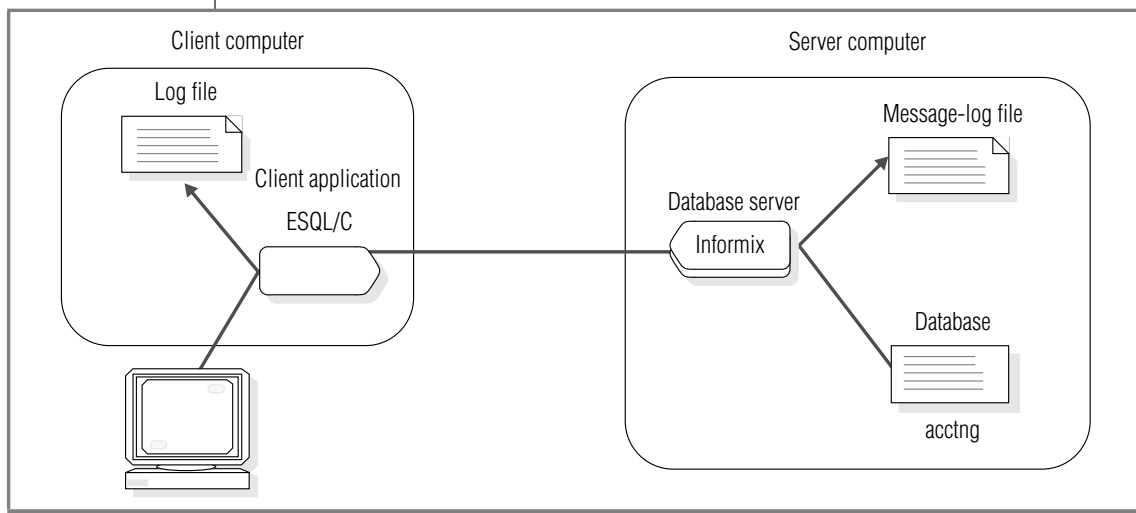 Client computer
Server computer
Log file
Message-log file
Client application
ESQL/C
Database server
Informix
Database
acctng